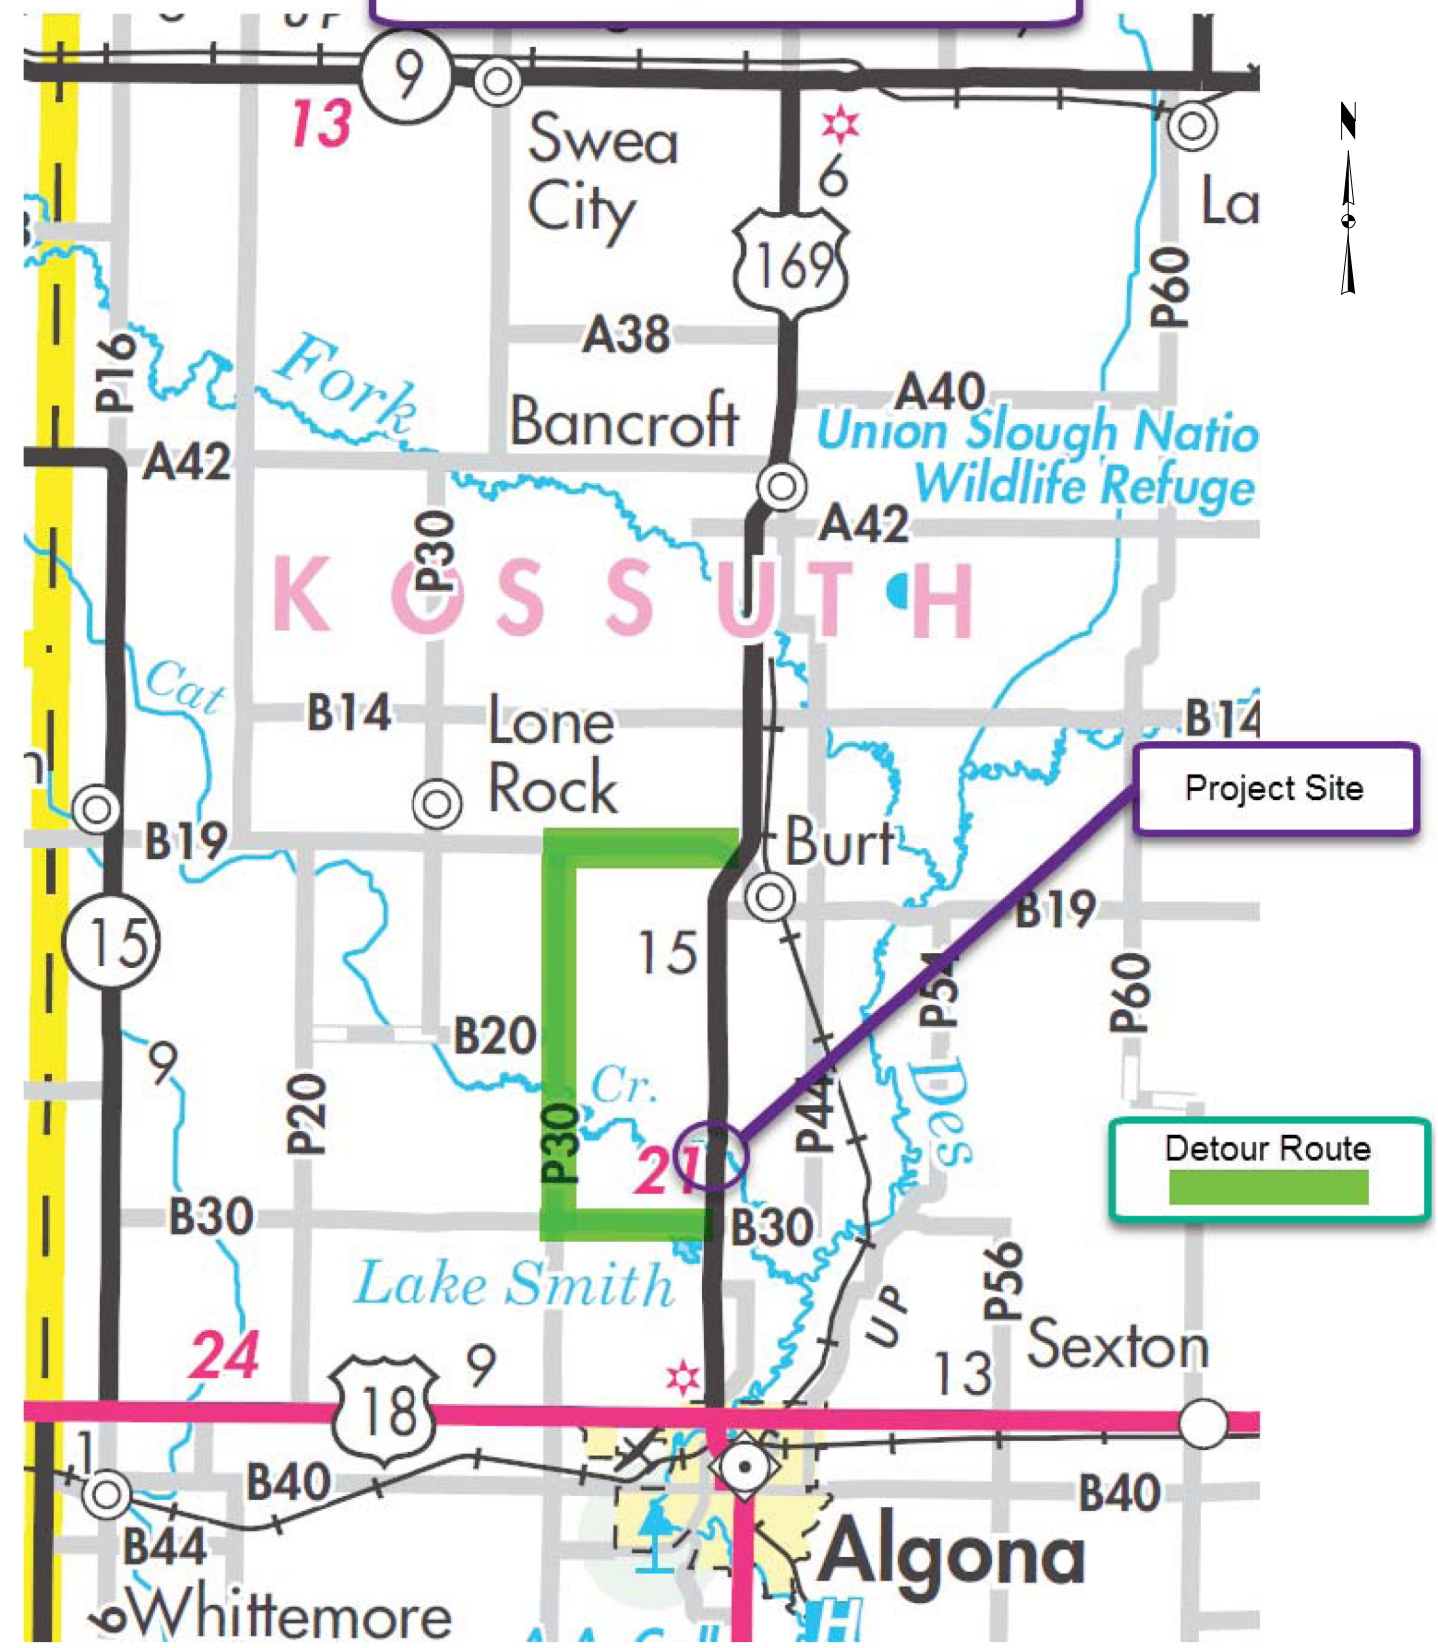 9
13
Swea
City
6
N
La
169
P60
A38
P16
Fork
A40
Bancroft
Union Slough Natio
Wildlife Refuge
A42
A42
P30
KOSSUTH
Cat
B14
Lone
Rock
B14
Project Site
B19
Burt
B19
15
15
P54
P60
9
B20
Cr.
Des
P20
P30
21
P44
Detour Route
B30
B30
Lake Smith
P56
UP
24
9
18
13
Sexton
1
B40
B40
B44
Algona
6
Whittemore
H